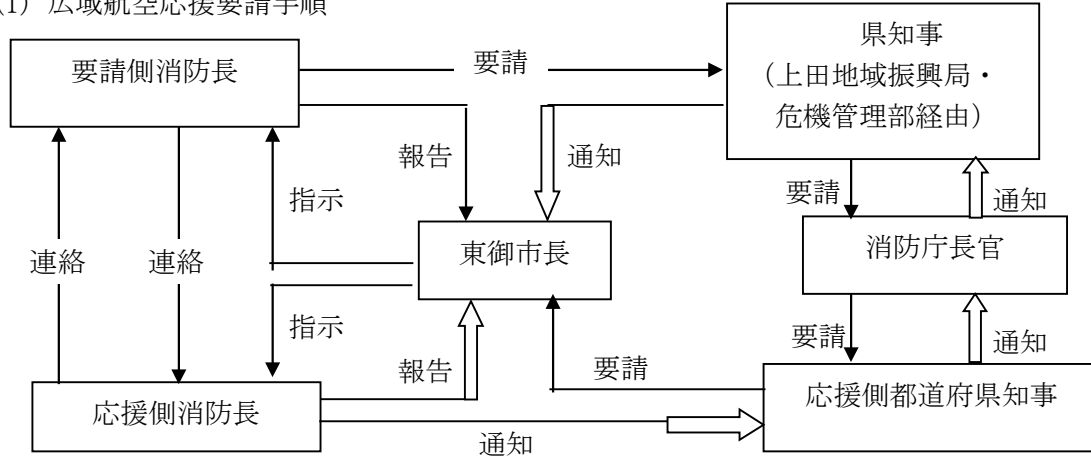 (1) 広域航空応援要請手順
要請側消防長
要請
県知事
（上田地域振興局・
危機管理部経由）
報告
通知
指示
要請
通知
連絡
連絡
東御市長
消防庁長官
指示
報告
要請
要請
通知
応援側消防長
応援側都道府県知事
通知